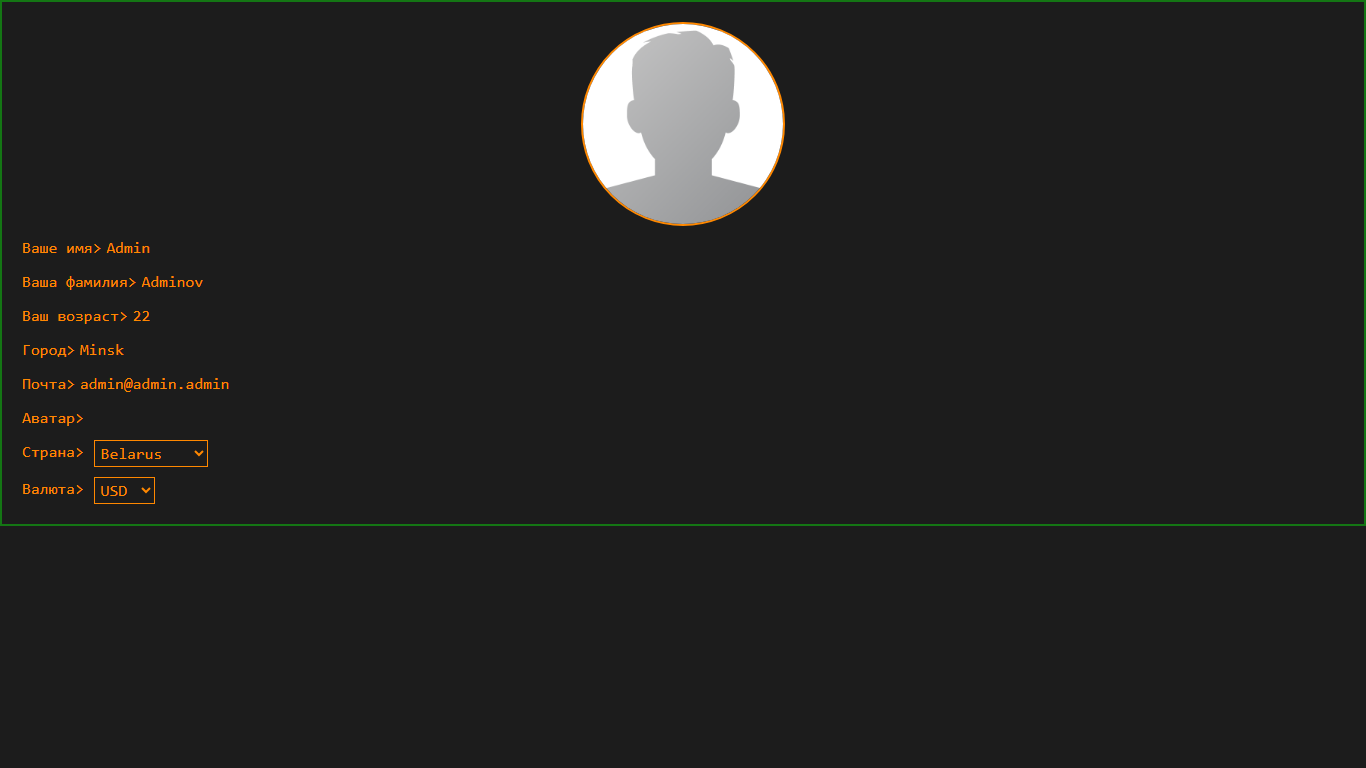 Ваше имя> Admin
Ваша фамилия> Adminov
Ваш возраст> 22
Город> Minsk
Почта> admin@admin.admin
Аватар>
Страна> Belarus
Валюта> USD